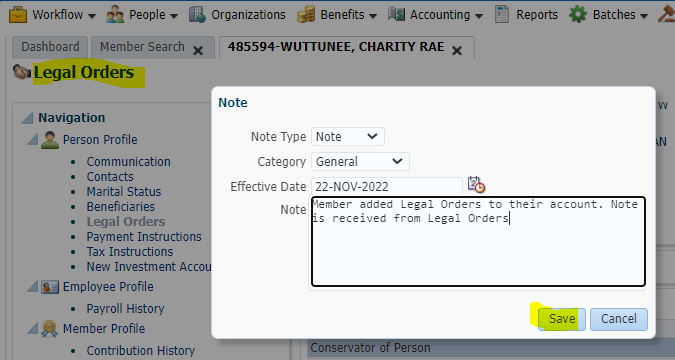 Workflow People Organizations Benefits Accounting Reports Batches
Dashboard Member Search 485594-WUTTUNEE, CHARITY RAE
Legal Orders
Navigation
Person Profile
Communication
Contacts
Marital Status
Beneficiaries
Legal Orders
Payment Instructions
Tax Instructions
New Investment Accou
Employee Profile
Payroll History
Member Profile
Contribution History
Note
Note Type Note
Category General
Effective Date 22-NOV-2022
Note Member added Legal Orders to their account. Note
is received from Legal Orders
Save Cancel
W
AN
Conservator of Person